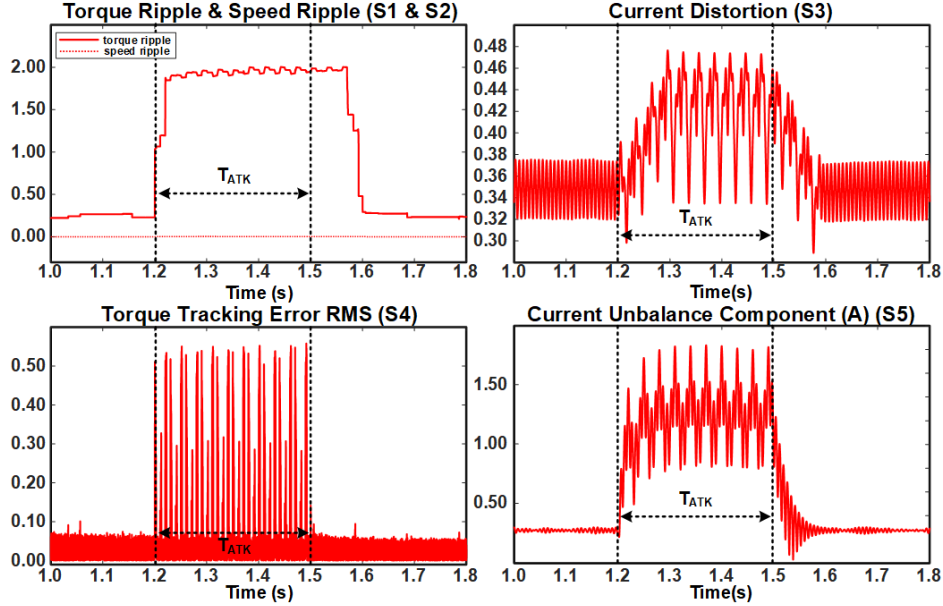 Torque Ripple & Speed Ripple (S1 & S2)
torque ripple
speed ripple
2.00
1.50
1.00
0.50
0.00
TATK
1.0 1.1 1.2 1.3 1.4 1.5 1.6 1.7 1.8
Time (s)
Current Distortion (S3)
0.48
0.46
0.44
0.40
0.36
0.32
0.30
TATK
1.0 1.1 1.2 1.3 1.4 1.5 1.6 1.7 1.8
Time(s)
Torque Tracking Error RMS (S4)
0.50
0.40
0.30
0.20
0.10
0.00
TATK
1.0 1.1 1.2 1.3 1.4 1.5 1.6 1.7 1.8
Time (s)
Current Unbalance Component (A) (S5)
1.50
1.00
0.50
TATK
1.0 1.1 1.2 1.3 1.4 1.5 1.6 1.7 1.8
Time(s)